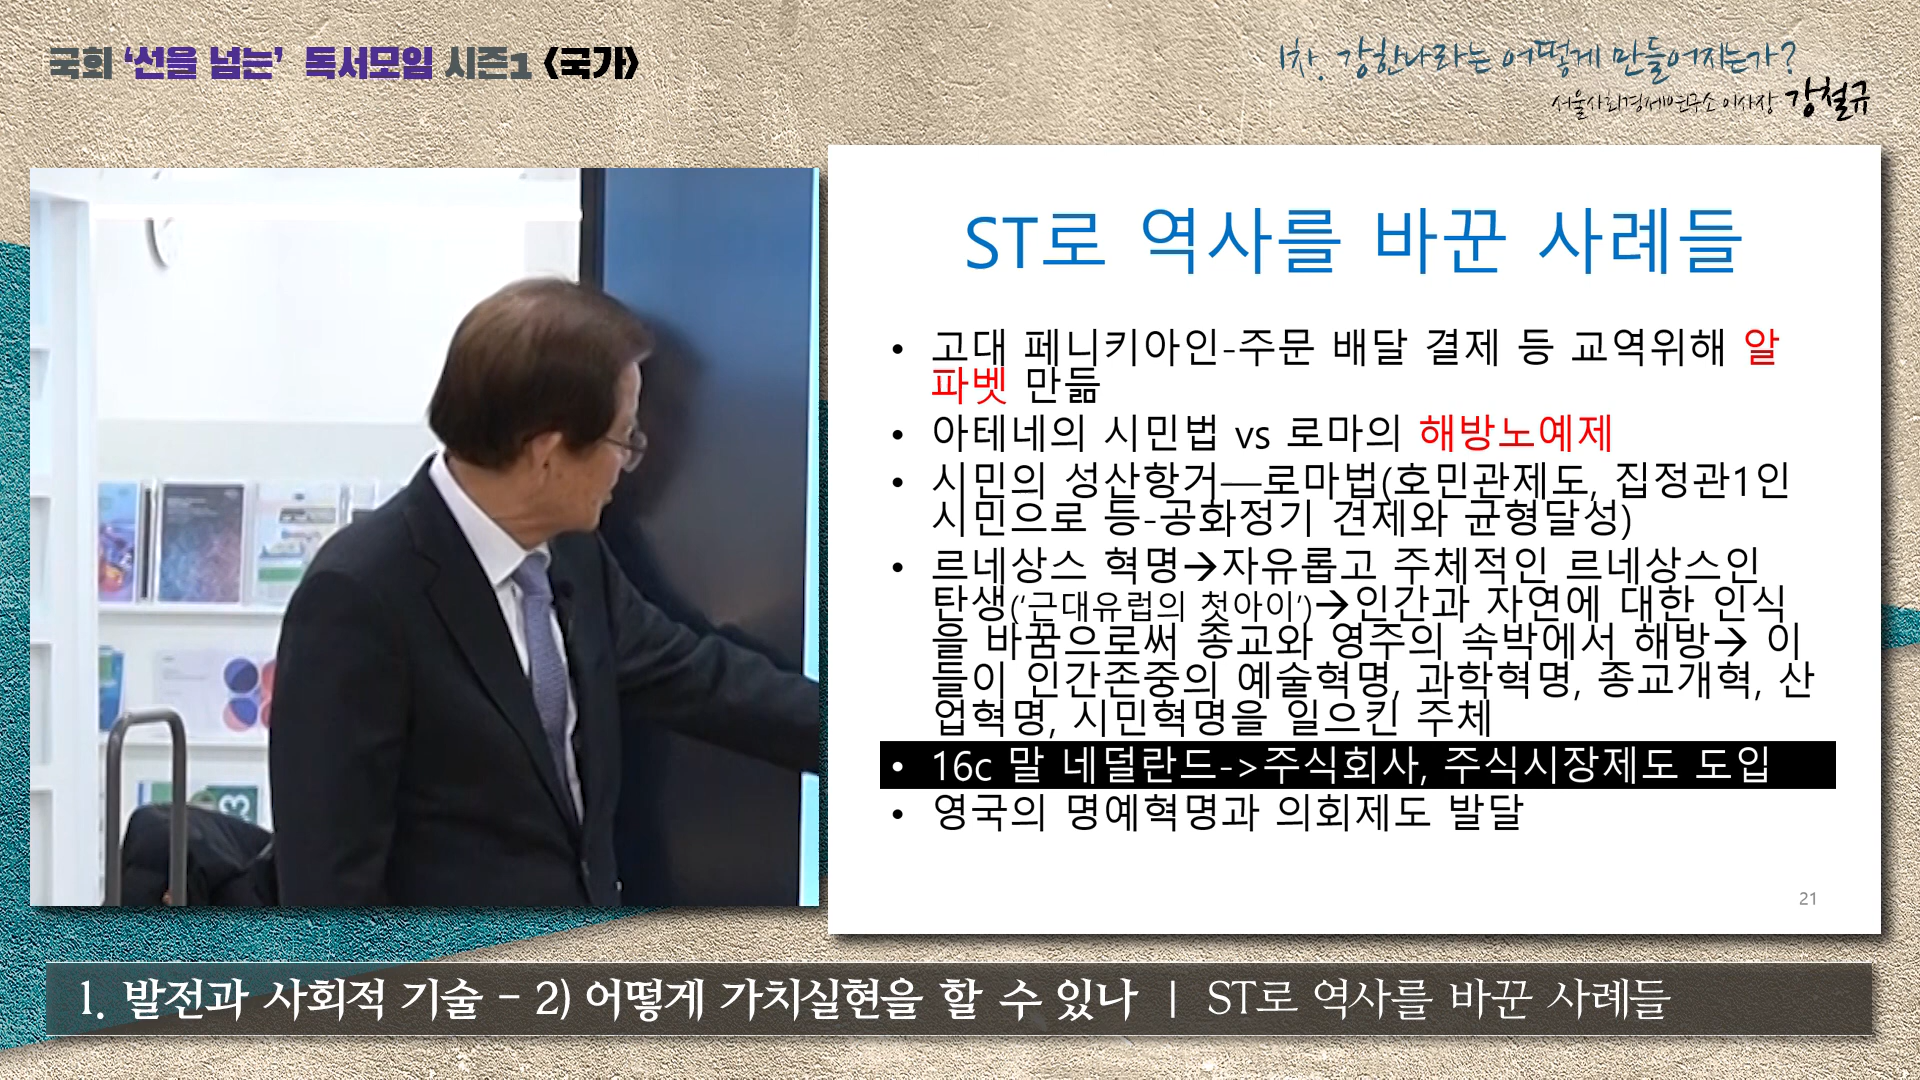 국회 ‘선을 넘는’ 독서모임 시즌1 <국가>
1차. 강한나라는 어떻게 만들어지는가?
서울사회경제연구소 이사장 강철규
ST로 역사를 바꾼 사례들
• 고대 페니키아인-주문 배달 결제 등 교역위해 알
파벳 만듦
• 아테네의 시민법 vs 로마의 해방노예제
• 시민의 성산항거—로마법(호민관제도, 집정관1인
시민으로 등-공화정기 견제와 균형달성)
• 르네상스 혁명→자유롭고 주체적인 르네상스인
탄생(‘근대유럽의 첫아이’)→인간과 자연에 대한 인식
을 바꿈으로써 종교와 영주의 속박에서 해방→ 이
들이 인간존중의 예술혁명, 과학혁명, 종교개혁, 산
업혁명, 시민혁명을 일으킨 주체
• 16c 말 네덜란드->주식회사, 주식시장제도 도입
• 영국의 명예혁명과 의회제도 발달
21
1. 발전과 사회적 기술 - 2) 어떻게 가치실현을 할 수 있나 | ST로 역사를 바꾼 사례들